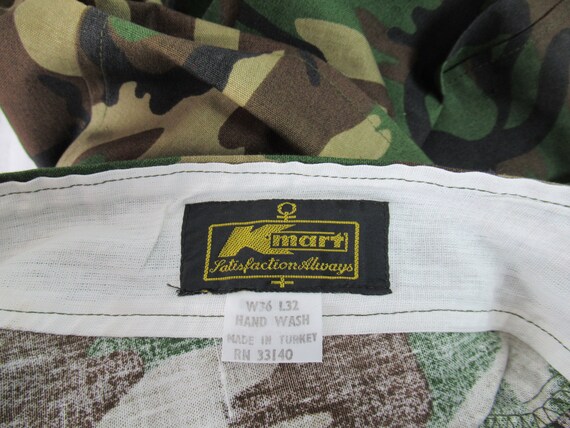 Kmart
Satisfaction Always
W36 L32
HAND WASH
MADE IN TURKEY
RN 33140